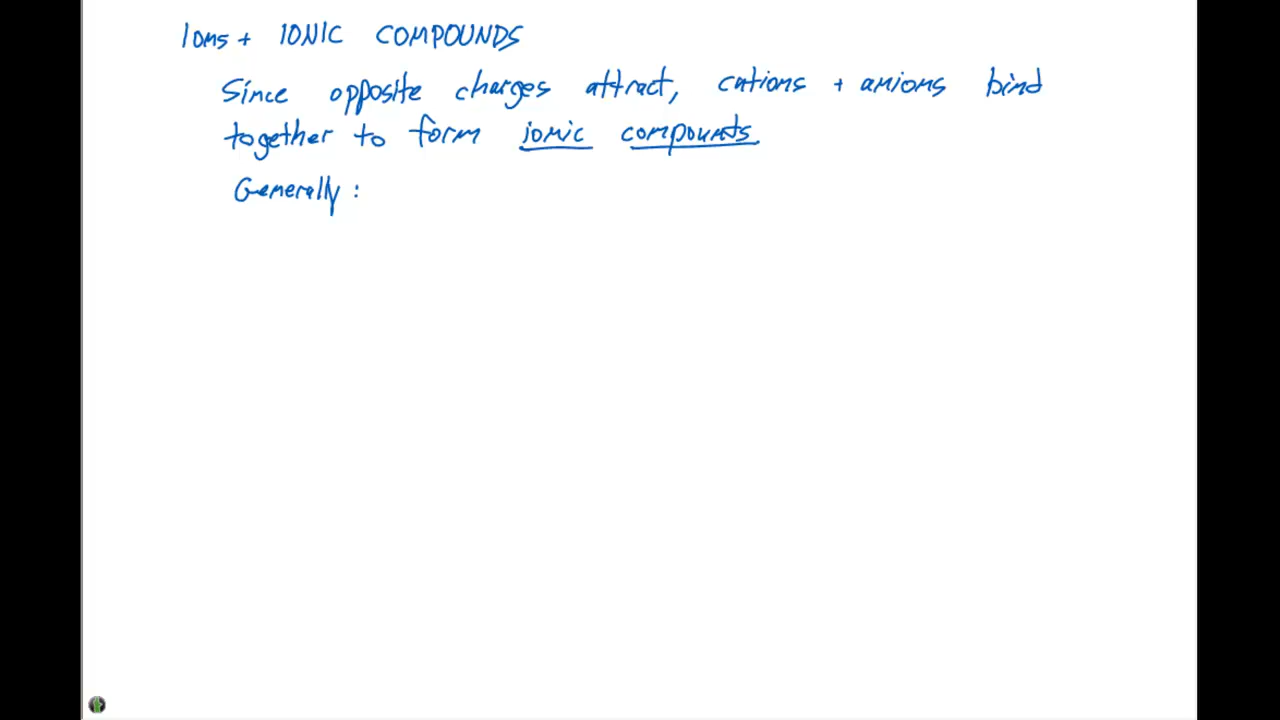 Ions + IONIC COMPOUNDS
Since opposite charges attract, cations + anions bind
together to form ionic compounds.
Generally: